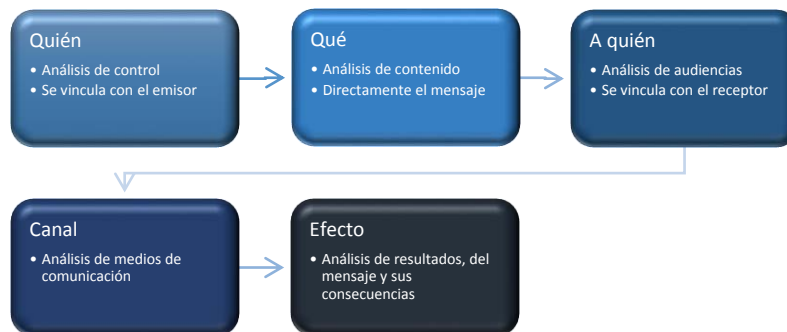 Quién
• Análisis de control
• Se vincula con el emisor
Qué
• Análisis de contenido
• Directamente el mensaje
A quién
• Análisis de audiencias
• Se vincula con el receptor
Canal
• Análisis de medios de
comunicación
Efecto
• Análisis de resultados, del
mensaje y sus
consecuencias